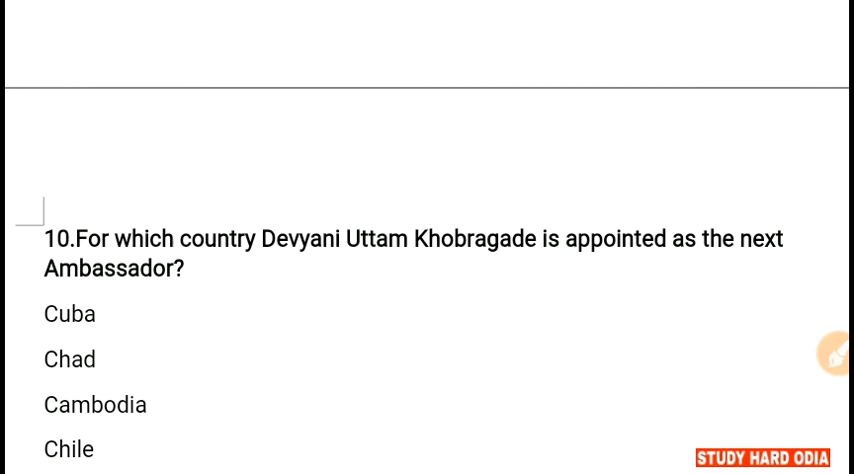 10.For which country Devyani Uttam Khobragade is appointed as the next
Ambassador?
Cuba
Chad
Cambodia
Chile
STUDY HARD ODIA